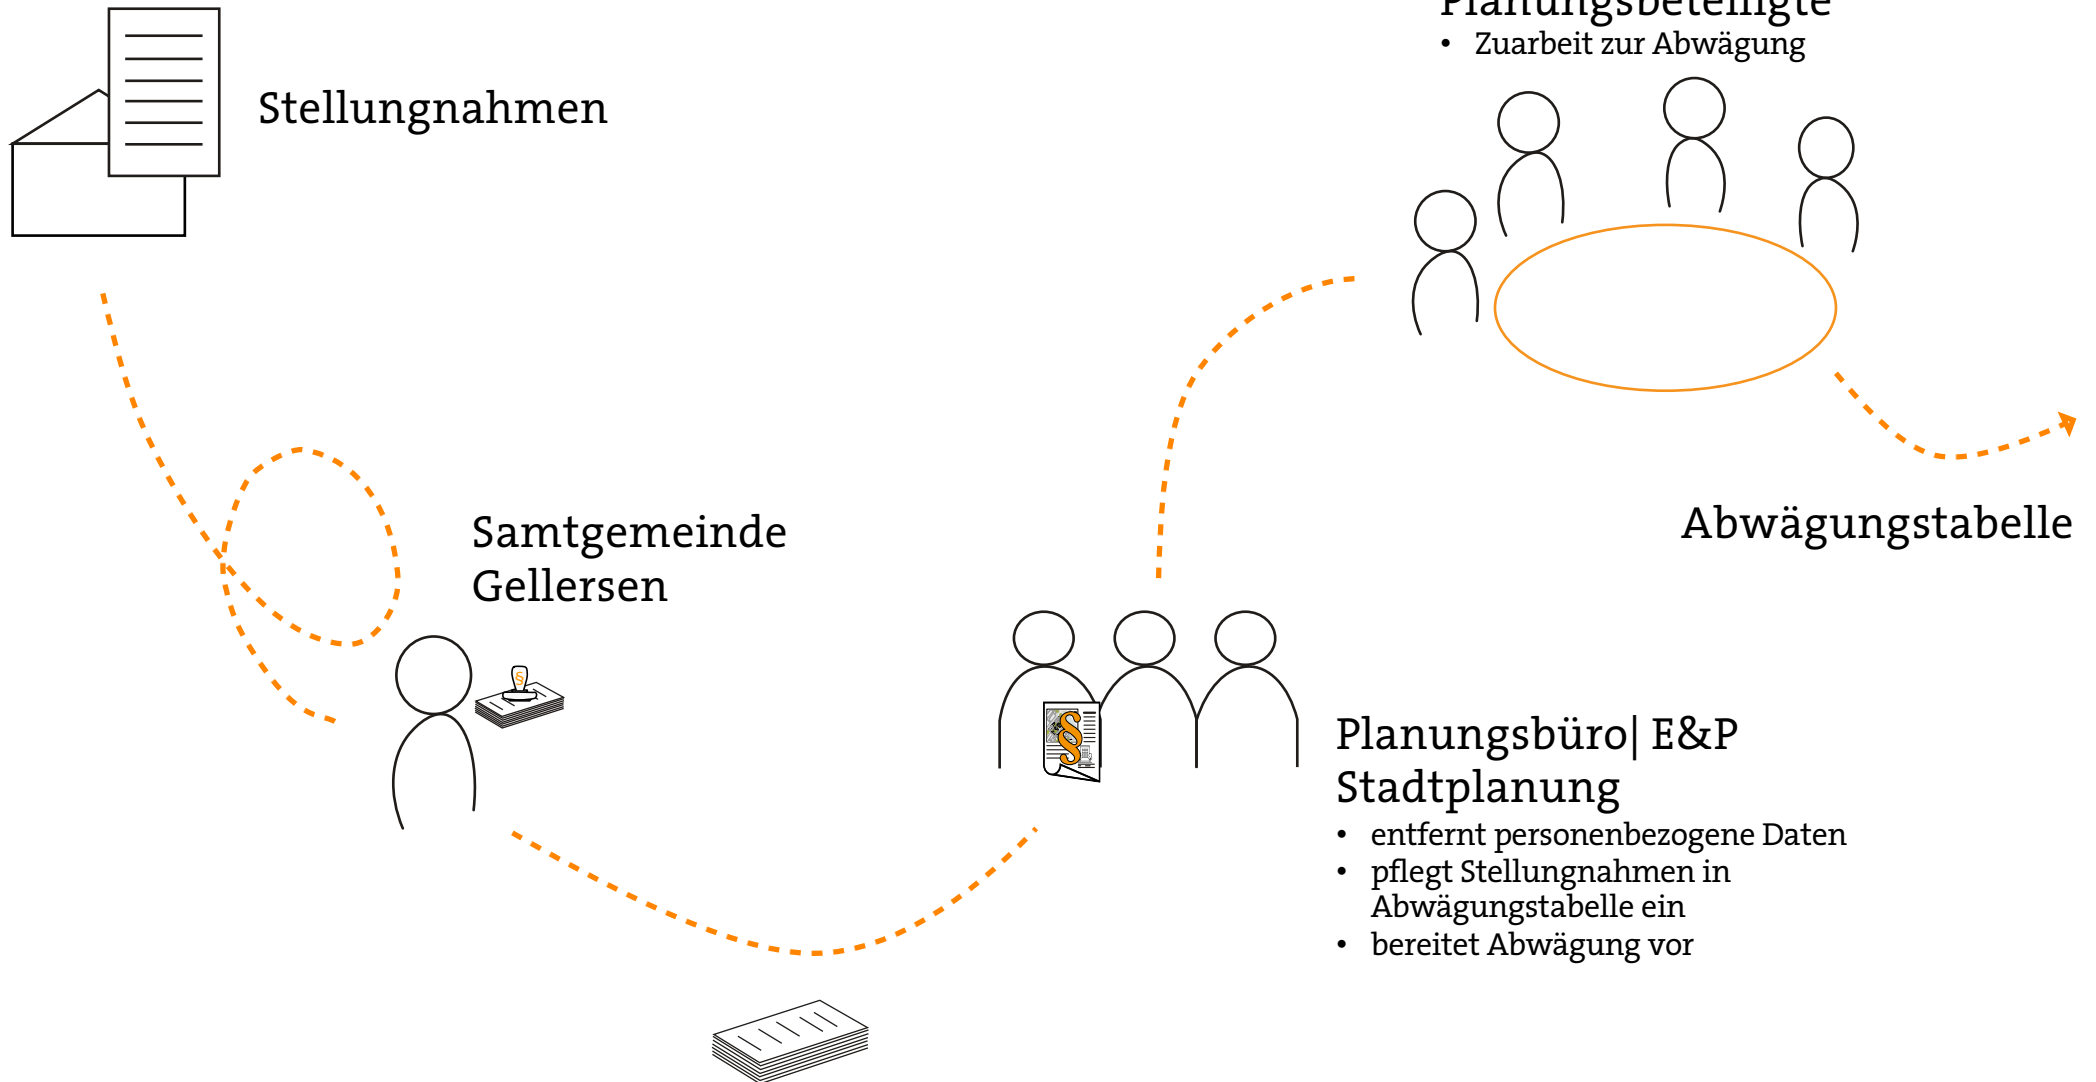 Planungsbeteiligte
• Zuarbeit zur Abwägung
Stellungnahmen
Samtgemeinde
Gellersen
Abwägungstabelle
§
§
Planungsbüro| E&P
Stadtplanung
• entfernt personenbezogene Daten
• pflegt Stellungnahmen in
Abwägungstabelle ein
• bereitet Abwägung vor